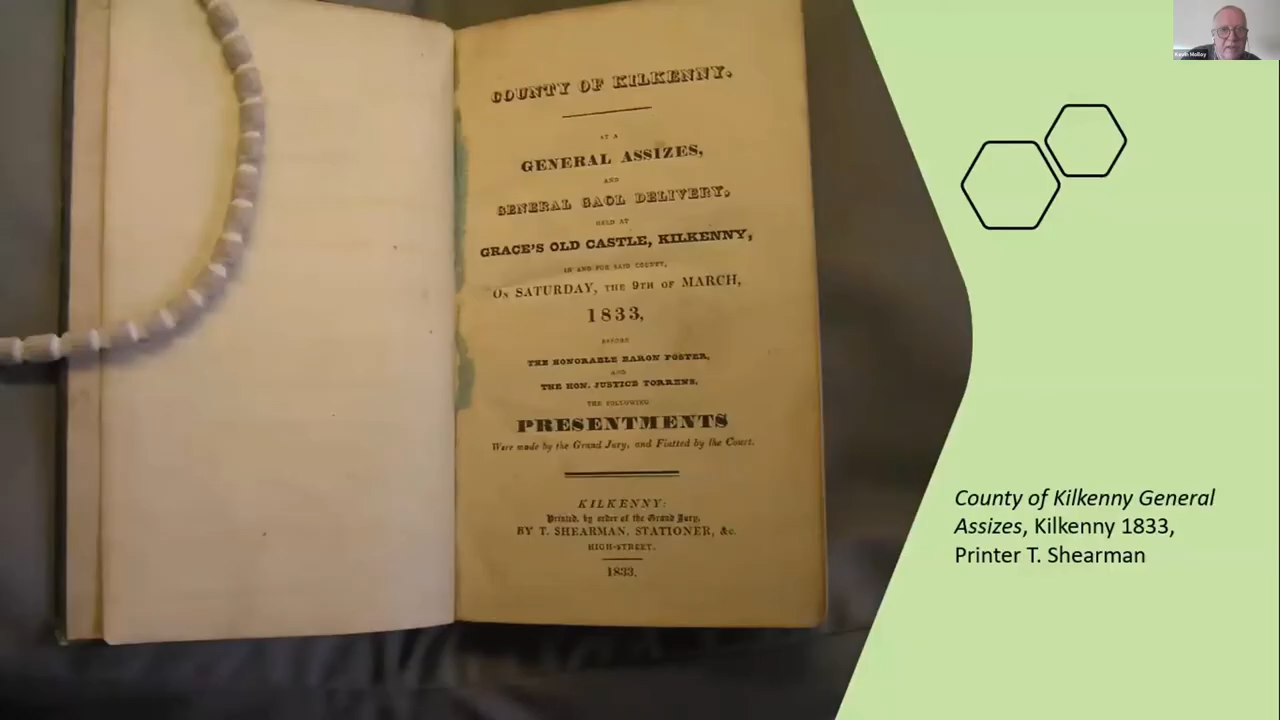 COUNTY OF KILKENNY.
AT A
GENERAL ASSIZES,
AND
GENERAL GAOL DELIVERY,
HELD AT
GRACE'S OLD CASTLE, KILKENNY,
IN AND FOR SAID COUNTY,
ON SATURDAY, THE 9TH OF MARCH,
1833,
BEFORE
THE HONORABLE BARON FOSTER,
AND
THE HON. JUSTICE TORRENS,
THE FOLLOWING
PRESENTMENTS
Were made by the Grand Jury, and Fiatted by the Court.
KILKENNY:
Printed, by order of the Grand Jury,
BY T. SHEARMAN, STATIONER, &c.
HIGH-STREET.
1833.
Kevin Molloy
County of Kilkenny General
Assizes, Kilkenny 1833,
Printer T. Shearman